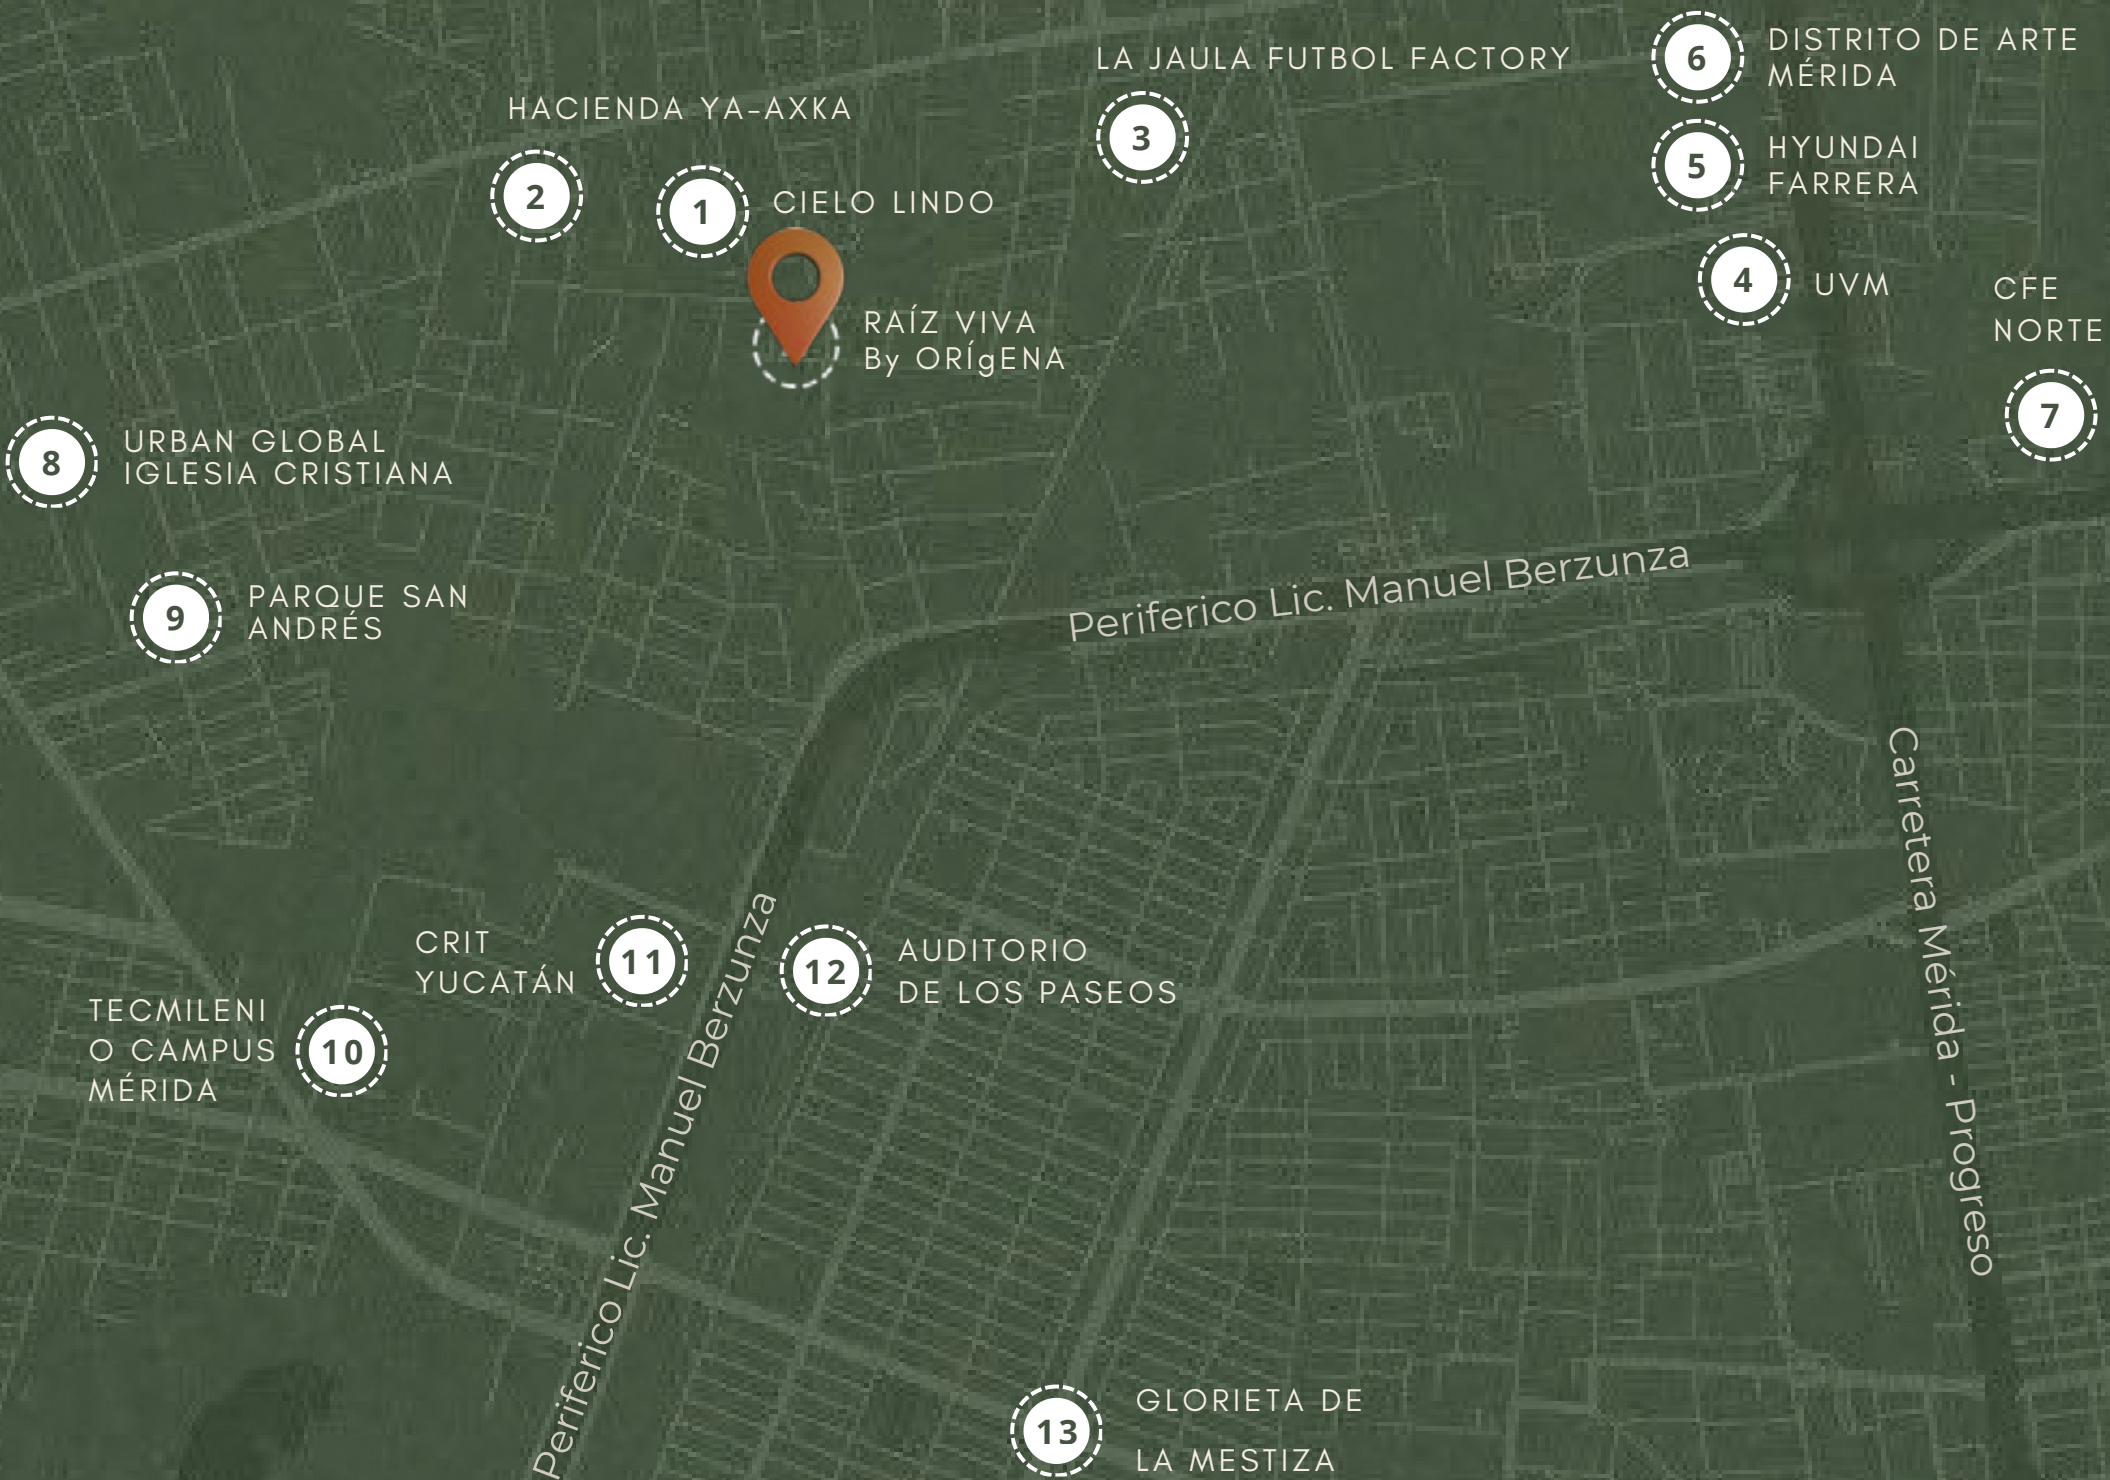 LA JAULA FUTBOL FACTORY
3
6
DISTRITO DE ARTE
MÉRIDA
HACIENDA YA-AXKA
2
1
CIELO LINDO
5
HYUNDAI
FARRERA
4
UVM
CFE
NORTE
7
RAÍZ VIVA
By ORÍgENA
8
URBAN GLOBAL
IGLESIA CRISTIANA
9
PARQUE SAN
ANDRÉS
Periferico Lic. Manuel Berzunza
Carretera Mérida - Progreso
CRIT
YUCATÁN
11
12
AUDITORIO
DE LOS PASEOS
TECMILENI
O CAMPUS
MÉRIDA
10
Periferico Lic. Manuel Berzunza
13
GLORIETA DE
LA MESTIZA